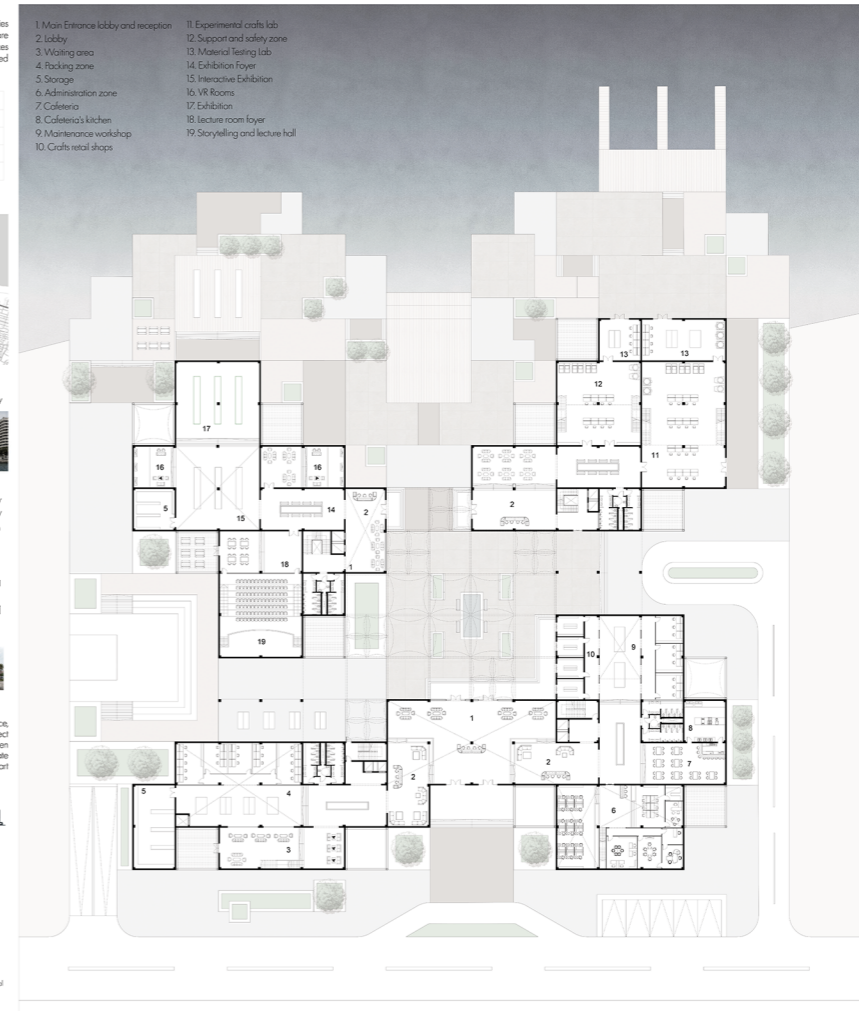 1. Main Entrance lobby and reception
2. Lobby
3. Waiting area
4. Packing zone
5. Storage
6. Administration zone
7. Cafeteria
8. Cafeteria's kitchen
9. Maintenance workshop
10. Crafts retail shops
11. Experimental crafts lab
12. Support and safety zone
13. Material Testing Lab
14. Exhibition Foyer
15. Interactive Exhibition
16. VR Rooms
17. Exhibition
18. Lecture room foyer
19. Storytelling and lecture hall
13
13
12
17
11
16
16
5
15
14
2
2
18
1
19
10
9
1
8
2
2
7
5
4
6
3